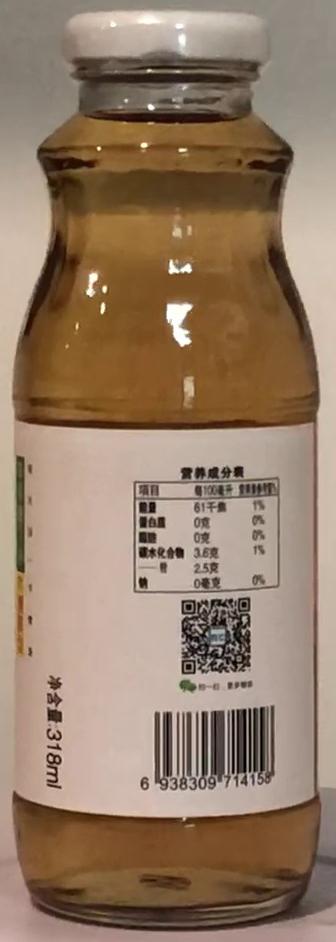 营养成分表
项目 每100毫升 营养素参考值%
能量 61千焦 1%
蛋白质 0克 0%
脂肪 0克 0%
碳水化合物 3.6克 1%
——糖 2.5克
钠 0毫克 0%
扫一扫
净含量:318ml
6 938309 714158